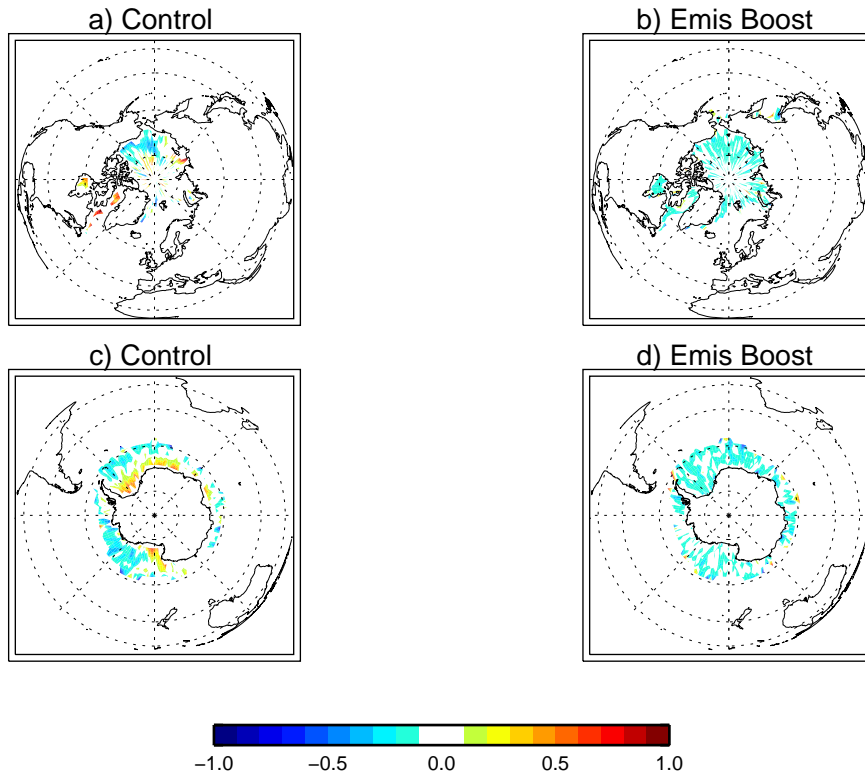 a) Control
b) Emis Boost
c) Control
d) Emis Boost
−1.0 −0.5 0.0 0.5 1.0